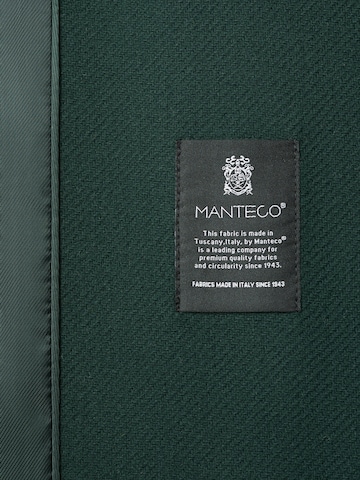 MANTECO®
This fabric is made in
Tuscany,Italy, by Manteco®
is a leading company for
premium quality fabrics
and circularity since 1943.
FABRICS MADE IN ITALY SINCE 1943